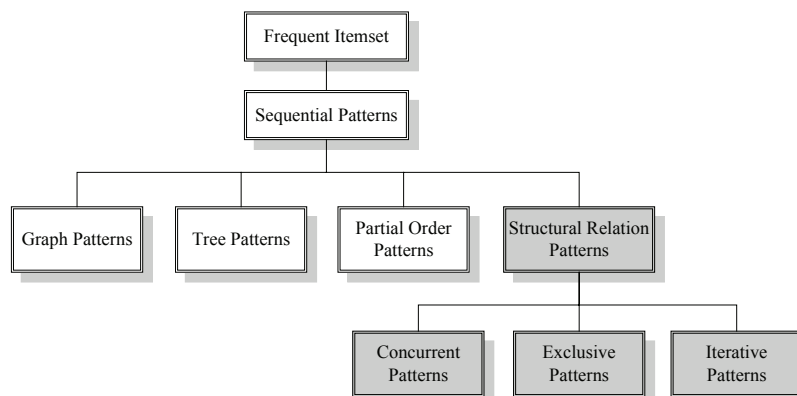 Frequent Itemset
Sequential Patterns
Graph Patterns
Tree Patterns
Partial Order
Patterns
Structural Relation
Patterns
Concurrent
Patterns
Exclusive
Patterns
Iterative
Patterns